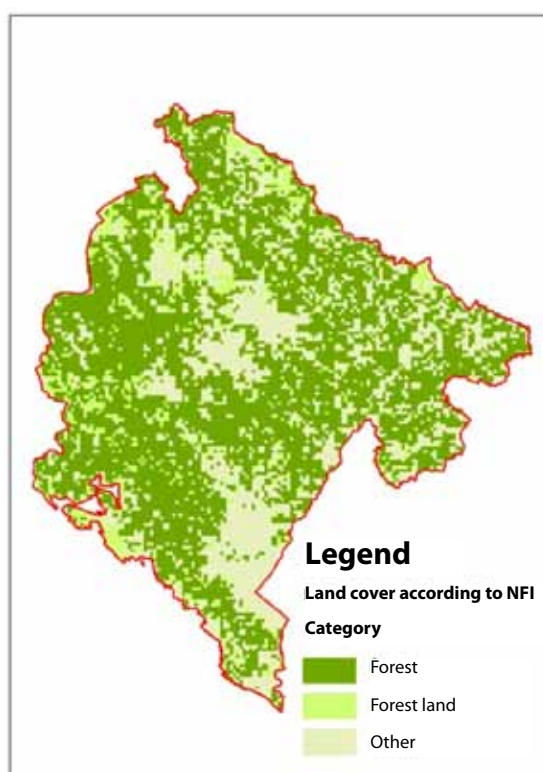 Legend
Land cover according to NFI
Category
Forest
Forest land
Other